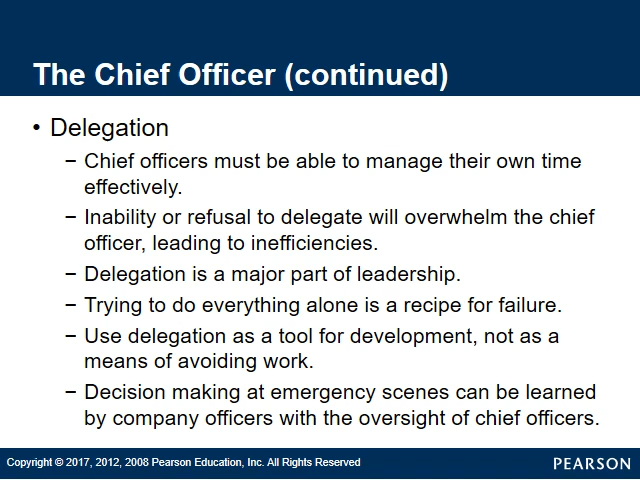 The Chief Officer (continued)
• Delegation
− Chief officers must be able to manage their own time
effectively.
− Inability or refusal to delegate will overwhelm the chief
officer, leading to inefficiencies.
− Delegation is a major part of leadership.
− Trying to do everything alone is a recipe for failure.
− Use delegation as a tool for development, not as a
means of avoiding work.
− Decision making at emergency scenes can be learned
by company officers with the oversight of chief officers.
Copyright © 2017, 2012, 2008 Pearson Education, Inc. All Rights Reserved
PEARSON